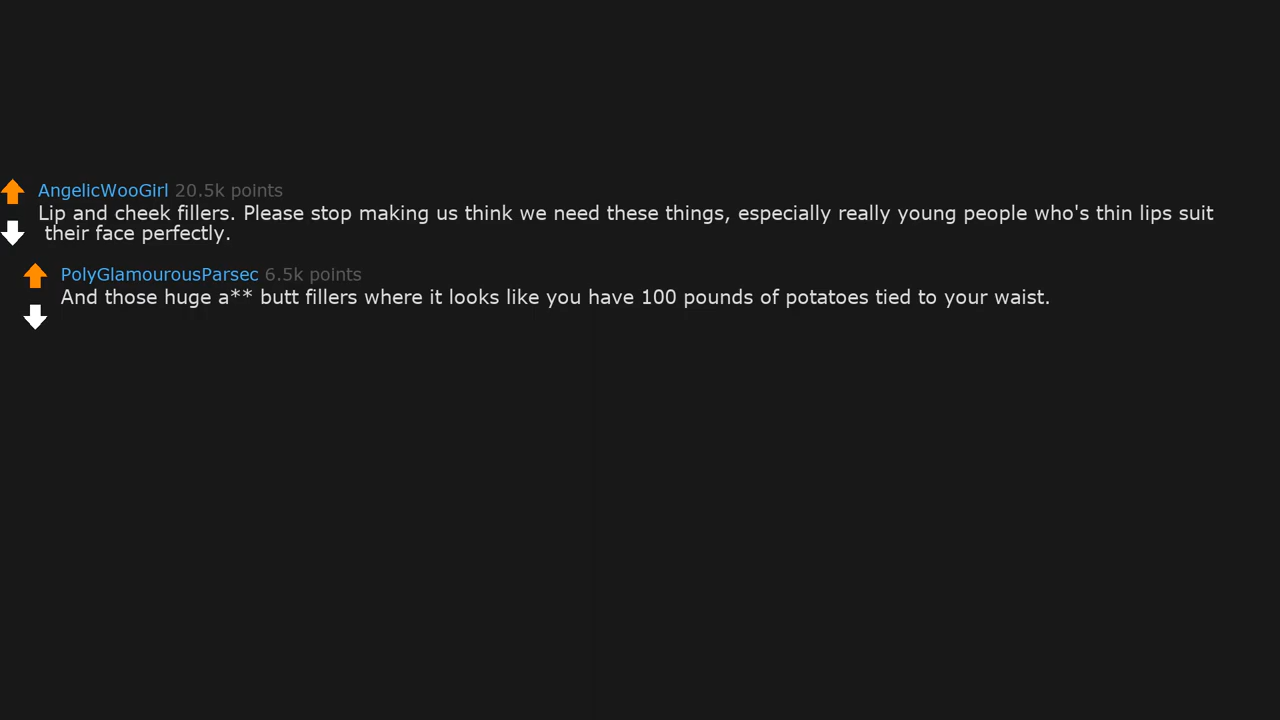 AngelicWooGirl 20.5k points
Lip and cheek fillers. Please stop making us think we need these things, especially really young people who's thin lips suit
their face perfectly.
PolyGlamourousParsec 6.5k points
And those huge a** butt fillers where it looks like you have 100 pounds of potatoes tied to your waist.